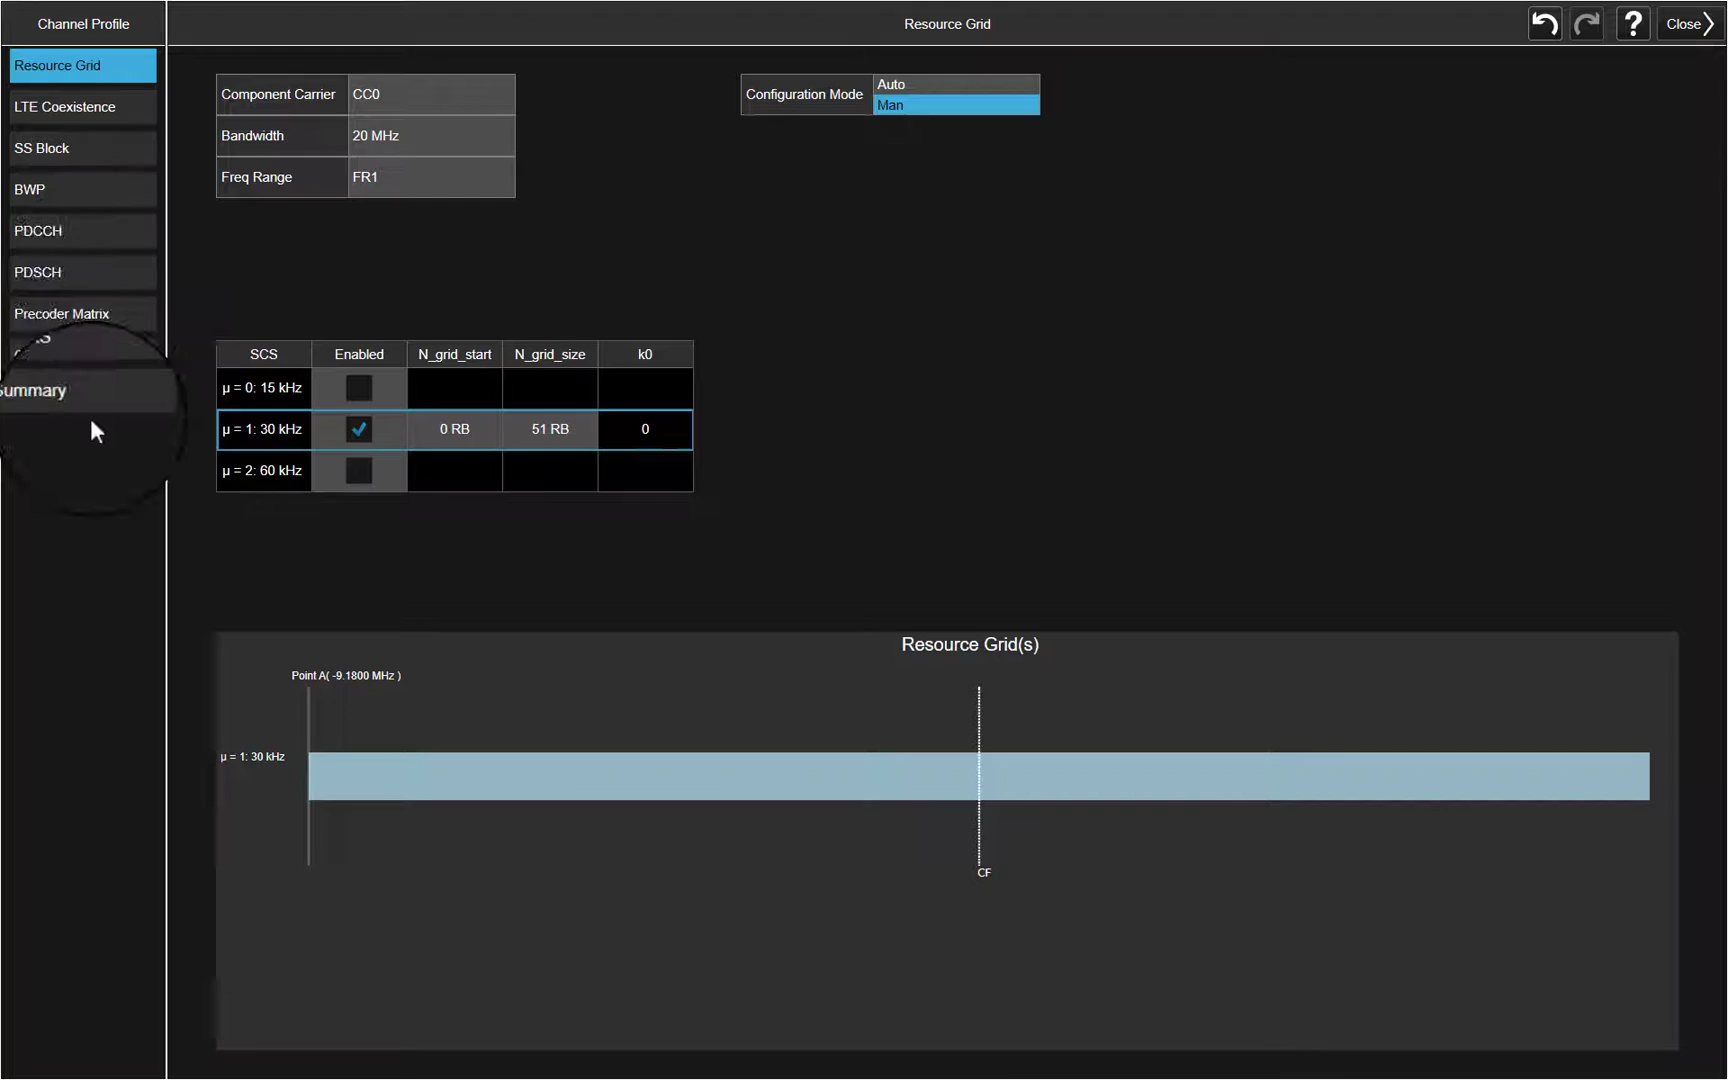 Channel Profile
Resource Grid
Close
Resource Grid
LTE Coexistence
SS Block
BWP
PDCCH
PDSCH
Precoder Matrix
Summary
Component Carrier CC0
Bandwidth 20 MHz
Freq Range FR1
Configuration Mode Auto
Man
SCS Enabled N_grid_start N_grid_size k0
μ = 0: 15 kHz
μ = 1: 30 kHz 0 RB 51 RB 0
μ = 2: 60 kHz
Resource Grid(s)
Point A( -9.1800 MHz )
μ = 1: 30 kHz
CF